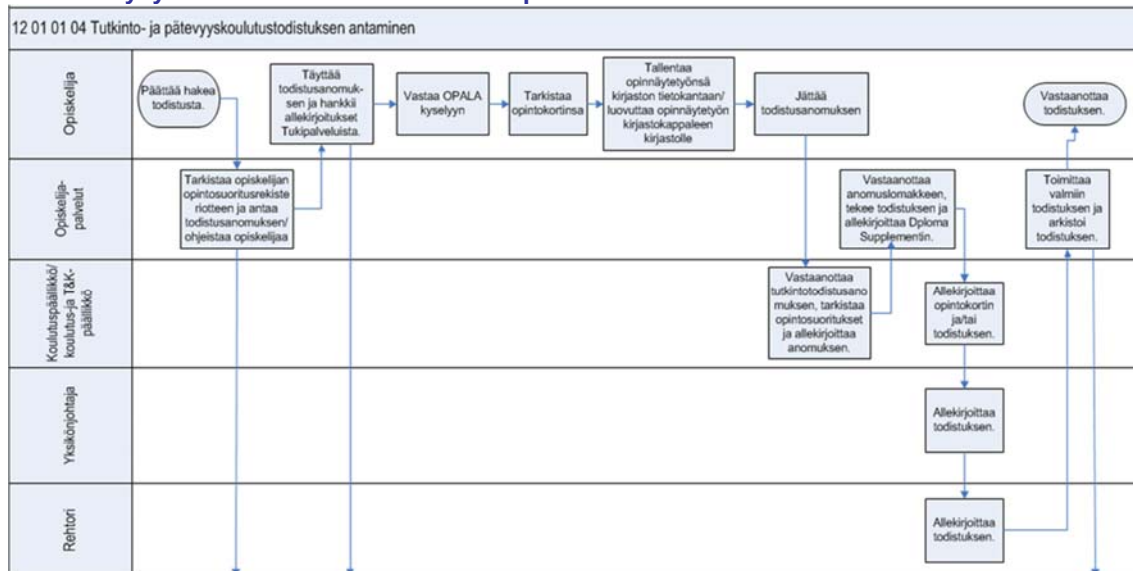 12 01 01 04 Tutkinto- ja pätevyyskoulutustodistuksen antaminen
Opiskelija
Päättää hakea
todistusta.
Täyttää
todistusanomuk-
sen ja hankkii
allekirjoitukset
Tukipalveluista.
Vastaa OPALA
kyselyyn
Tarkistaa
opintokortinsa
Tallentaa
opinnäytetyönsä
kirjaston tietokantaan/
luovuttaa opinnäytetyön
kirjastokappaleen
kirjastolle
Jättää
todistusanomuksen
Vastaanottaa
todistuksen.
Opiskelija-
palvelut
Tarkistaa opiskelijan
opintosuoritusrekiste
riotteen ja antaa
todistusanomuksen/
ohjeistaa opiskelijaa
Vastaanottaa
anomuslomakkeen,
tekee todistuksen ja
allekirjoittaa Dploma
Supplementin.
Toimittaa
valmiin
todistuksen ja
arkistoi
todistuksen.
Koulutuspäällikkö/
koulutus-ja T&K-
päällikkö
Vastaanottaa
tutkintotodistusano
muksen, tarkistaa
opintosuoritukset
ja allekirjoittaa
anomuksen.
Allekirjoittaa
opintokortin
ja/tai
todistuksen.
Yksikönjohtaja
Allekirjoittaa
todistuksen.
Rehtori
Allekirjoittaa
todistuksen.